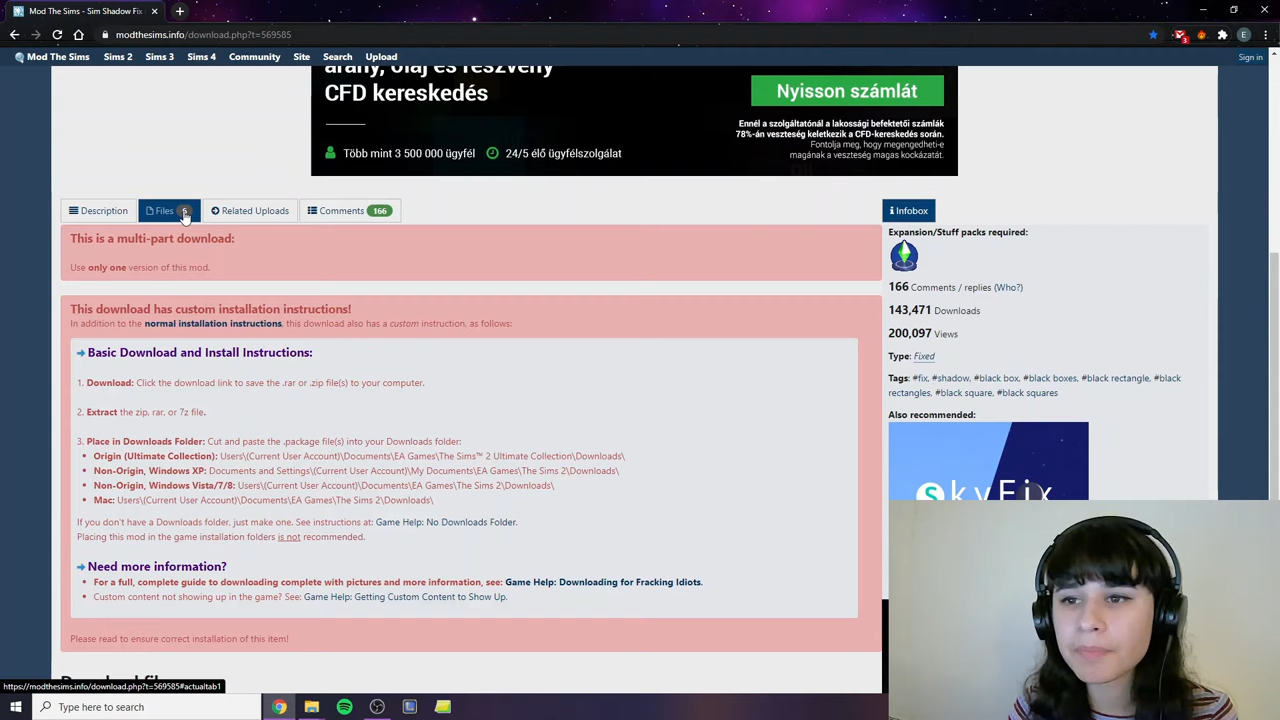 Mod The Sims - Sim Shadow Fix
modthesims.info/download.php?t=569585
3
E
Mod The Sims
Sims 2
Sims 3
Sims 4
Community
Site
Search
Upload
Sign in
arany, olaj és részvény
CFD kereskedés
Több mint 3 500 000 ügyfél
24/5 élő ügyfélszolgálat
Nyisson számlát
Ennél a szolgáltatónál a lakossági befektetői számlák
78%-án veszteség keletkezik a CFD-kereskedés során.
Fontolja meg, hogy megengedheti-e
magának a veszteség magas kockázatát.
Description
Files
Related Uploads
Comments 166
This is a multi-part download:
Use only one version of this mod.
This download has custom installation instructions!
In addition to the normal installation instructions, this download also has a custom instruction, as follows:
Basic Download and Install Instructions:
1. Download: Click the download link to save the .rar or .zip file(s) to your computer.
2. Extract the zip, rar, or 7z file.
3. Place in Downloads Folder: Cut and paste the .package file(s) into your Downloads folder:
• Origin (Ultimate Collection): Users\(Current User Account)\Documents\EA Games\The Sims™ 2 Ultimate Collection\Downloads\
• Non-Origin, Windows XP: Documents and Settings\(Current User Account)\My Documents\EA Games\The Sims 2\Downloads\
• Non-Origin, Windows Vista/7/8: Users\(Current User Account)\Documents\EA Games\The Sims 2\Downloads\
• Mac: Users\(Current User Account)\Documents\EA Games\The Sims 2\Downloads\
If you don't have a Downloads folder, just make one. See instructions at: Game Help: No Downloads Folder.
Placing this mod in the game installation folders is not recommended.
Need more information?
• For a full, complete guide to downloading complete with pictures and more information, see: Game Help: Downloading for Fracking Idiots.
• Custom content not showing up in the game? See: Game Help: Getting Custom Content to Show Up.
Please read to ensure correct installation of this item!
Infobox
Expansion/Stuff packs required:
166 Comments / replies (Who?)
143,471 Downloads
200,097 Views
Type: Fixed
Tags: #fix, #shadow, #black box, #black boxes, #black rectangle, #black
rectangles, #black square, #black squares
Also recommended:
SkyFix
https://modthesims.info/download.php?t=569585#actualtab1
Type here to search